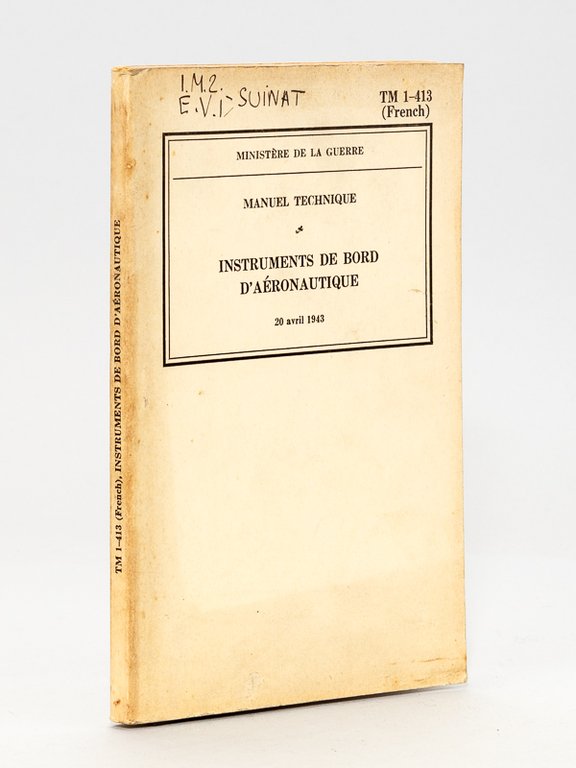 I.M.2.
E.V.D SUINAT
TM 1–413
(French)
MINISTÈRE DE LA GUERRE
MANUEL TECHNIQUE
INSTRUMENTS DE BORD
D'AÉRONAUTIQUE
20 avril 1943
TM 1–413 (French), INSTRUMENTS DE BORD D'AÉRONAUTIQUE